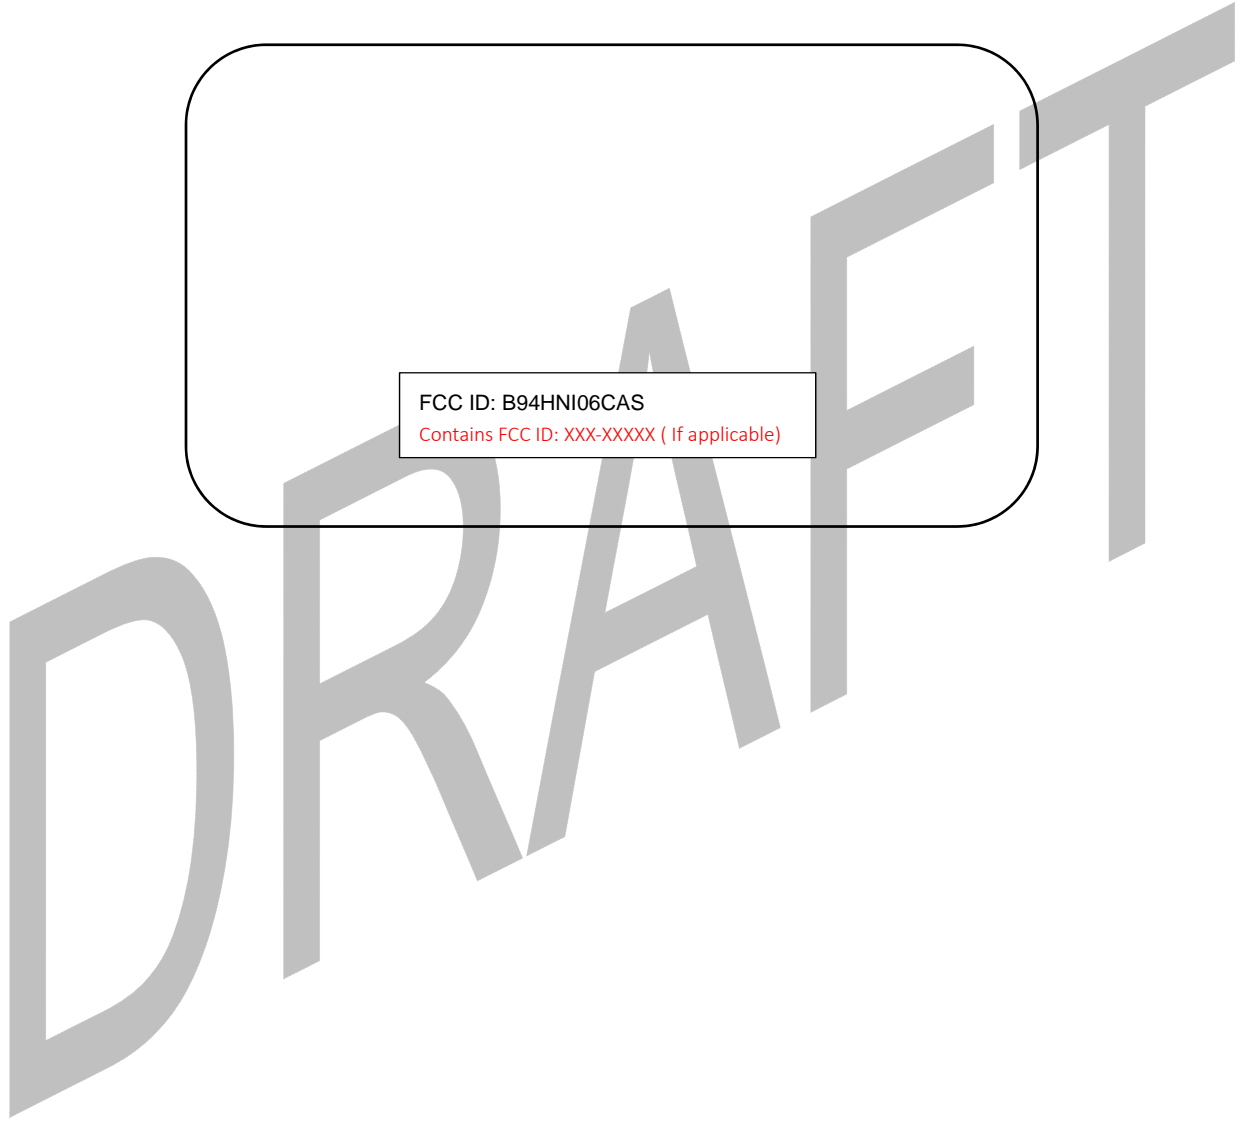 FCC ID: B94HNI06CAS
Contains FCC ID: XXX-XXXXX ( If applicable)
DRAFT